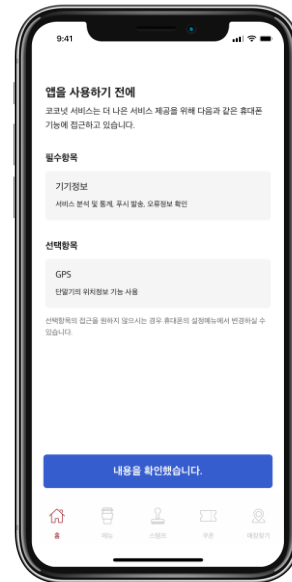 9:41
앱을 사용하기 전에
코코넛 서비스는 더 나은 서비스 제공을 위해 다음과 같은 휴대폰
기능에 접근하고 있습니다.
필수항목
기기정보
서비스 분석 및 통계, 푸시 발송, 오류정보 확인
선택항목
GPS
단말기의 위치정보 기능 사용
선택항목의 접근을 원하지 않으시는 경우 휴대폰의 설정메뉴에서 변경하실 수
있습니다.
내용을 확인했습니다.
홈 메뉴 스탬프 쿠폰 매장찾기